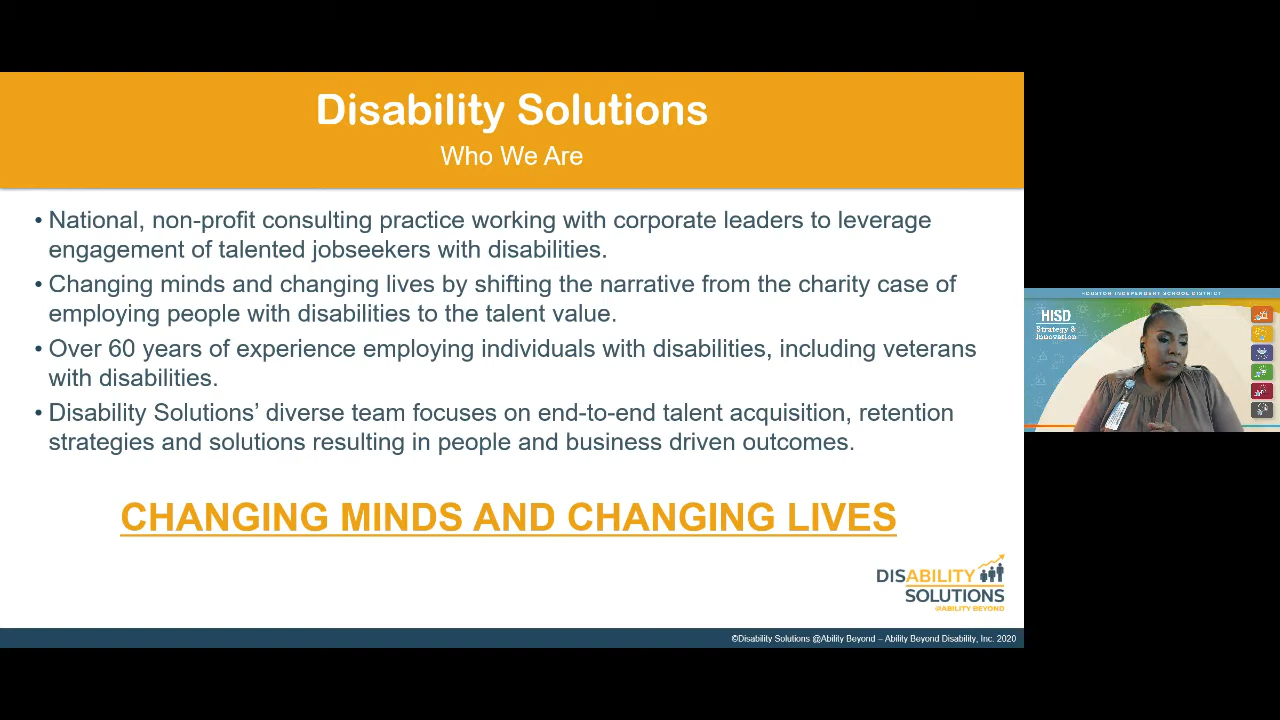 Disability Solutions
Who We Are
• National, non-profit consulting practice working with corporate leaders to leverage
engagement of talented jobseekers with disabilities.
• Changing minds and changing lives by shifting the narrative from the charity case of
employing people with disabilities to the talent value.
• Over 60 years of experience employing individuals with disabilities, including veterans
with disabilities.
• Disability Solutions’ diverse team focuses on end-to-end talent acquisition, retention
strategies and solutions resulting in people and business driven outcomes.
CHANGING MINDS AND CHANGING LIVES
DISABILITY
SOLUTIONS
@ABILITY BEYOND
©Disability Solutions @Ability Beyond – Ability Beyond Disability, Inc. 2020
HOUSTON INDEPENDENT SCHOOL DISTRICT
HISD
Strategy &
Innovation